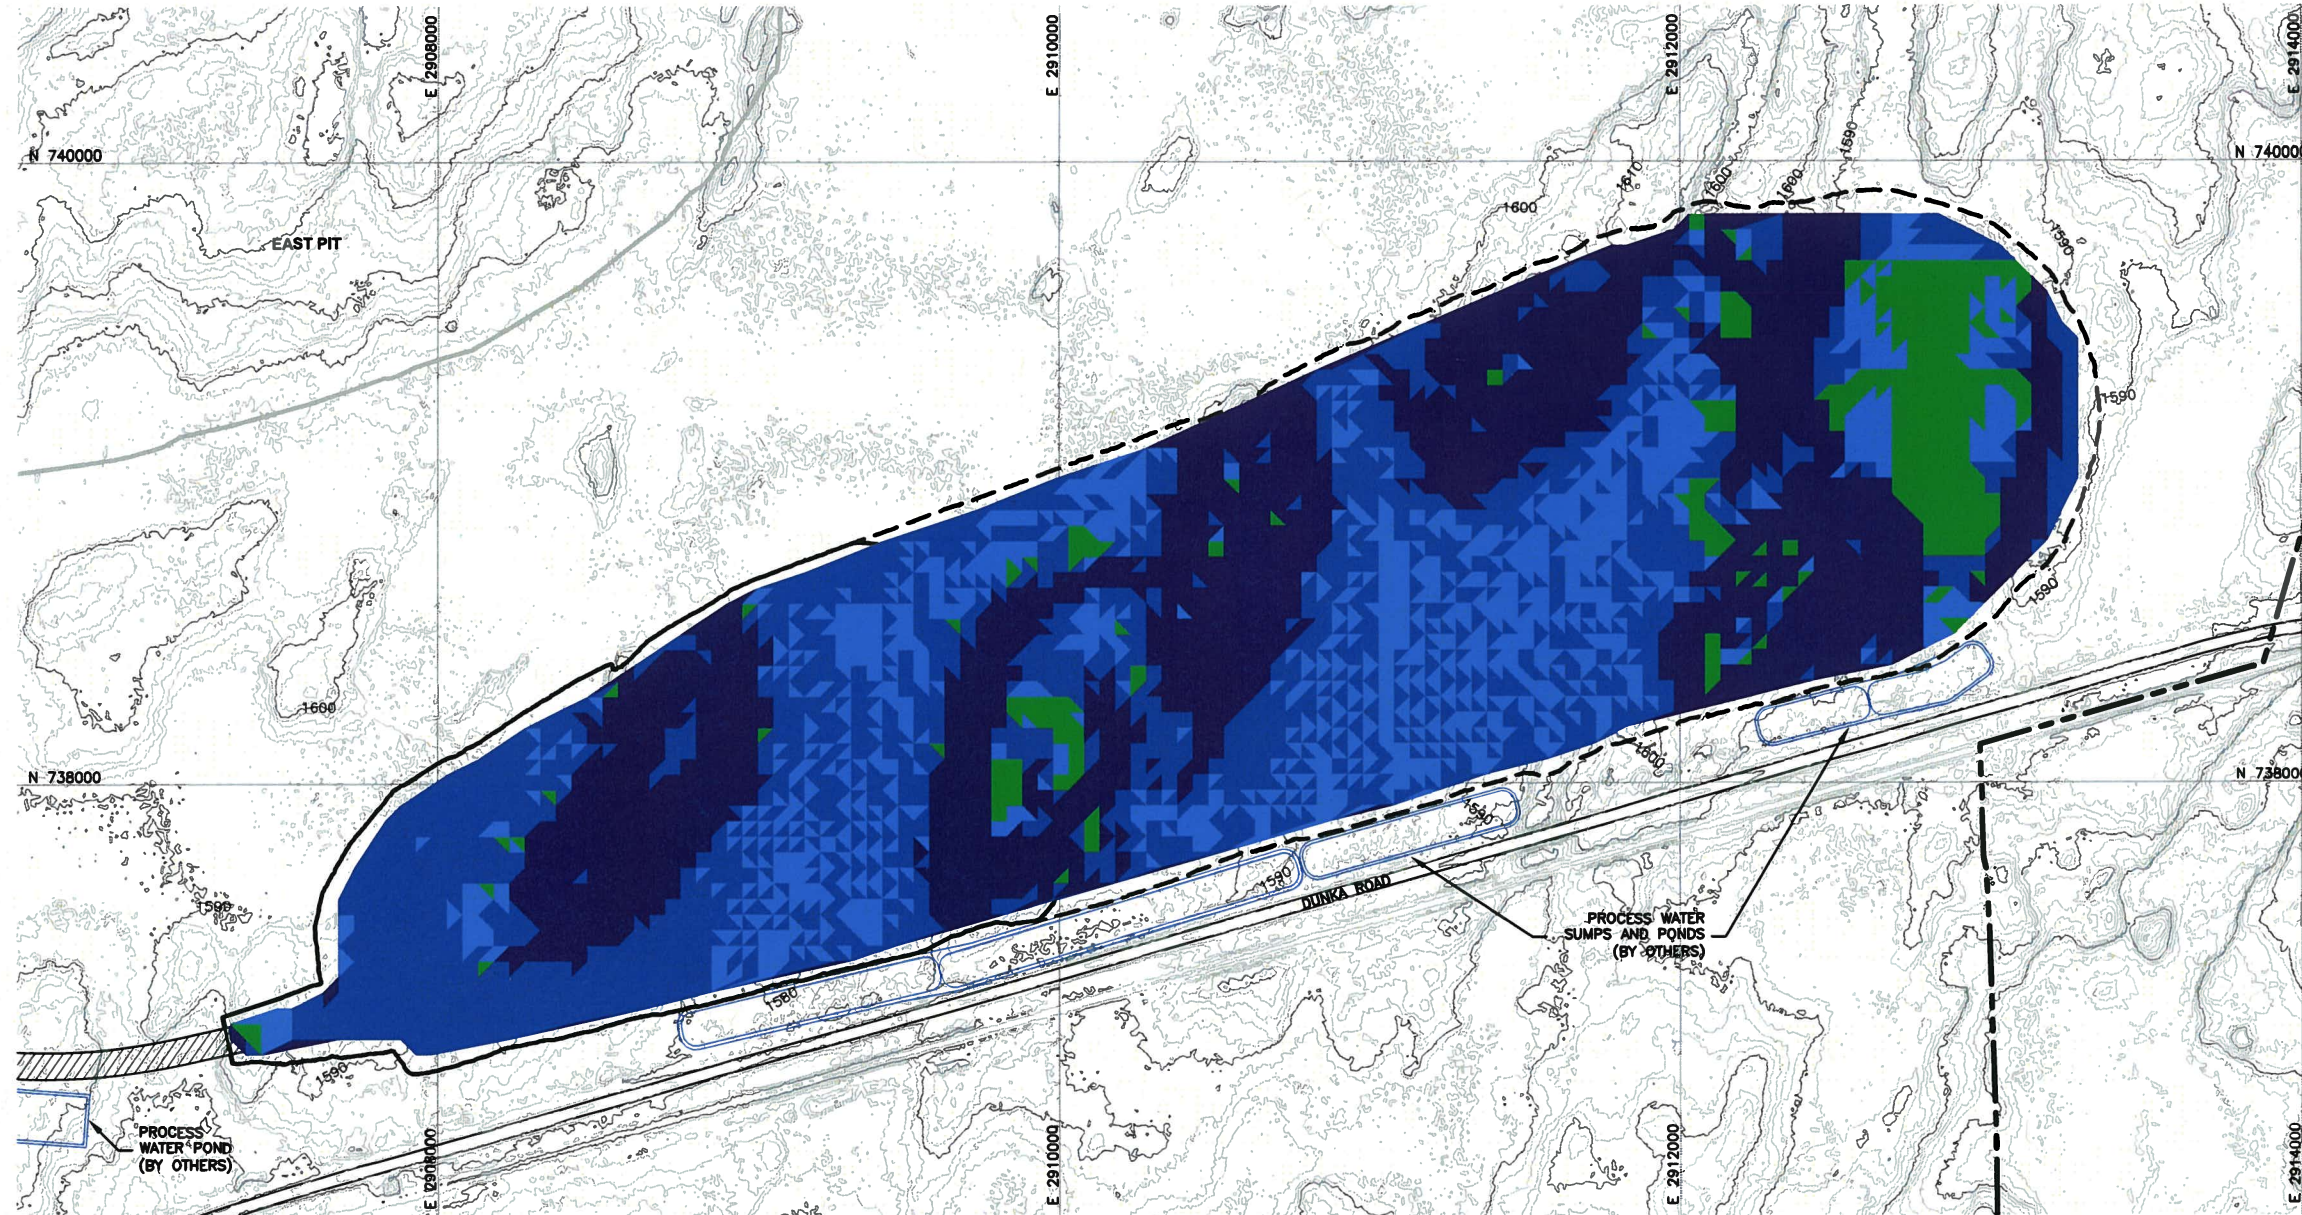 E 2908000
E 2910000
E 2912000
E 2914000
N 740000
N 740000
1590
1610
1600
1600
1600
EAST PIT
1590
1590
1590
1600
1600
N 738000
N 738000
1590
1590
1590
DUNKA ROAD
PROCESS WATER
SUMPS AND PONDS
(BY OTHERS)
1580
1590
PROCESS
WATER POND
(BY OTHERS)
E 2908000
E 2910000
E 2912000
E 2914000